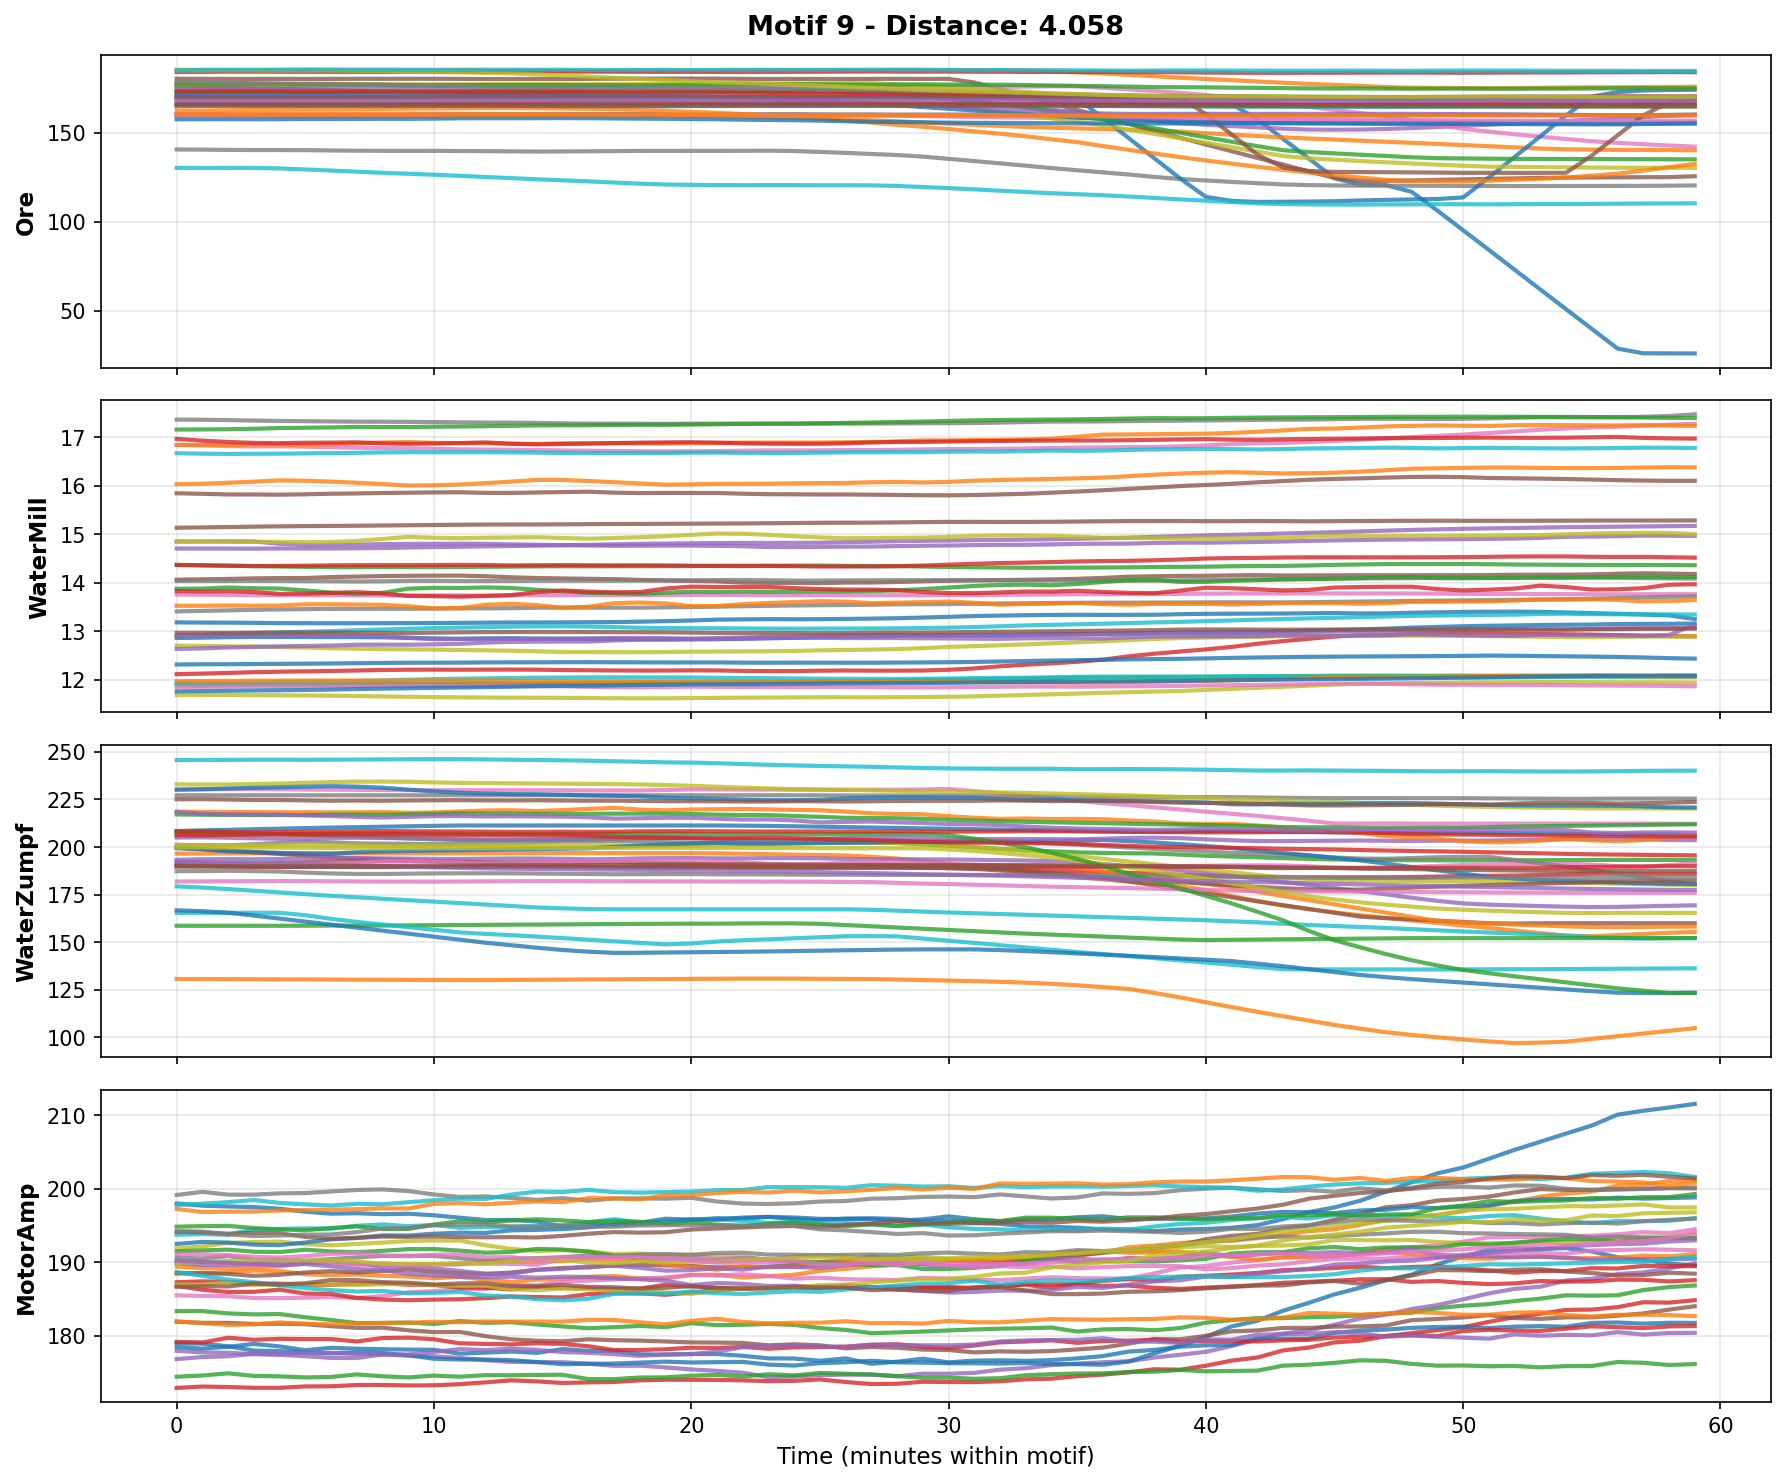 Motif 9 - Distance: 4.058
Ore
150
100
50
WaterMill
17
16
15
14
13
12
WaterZumpf
250
225
200
175
150
125
100
MotorAmp
210
200
190
180
0 10 20 30 40 50 60
Time (minutes within motif)